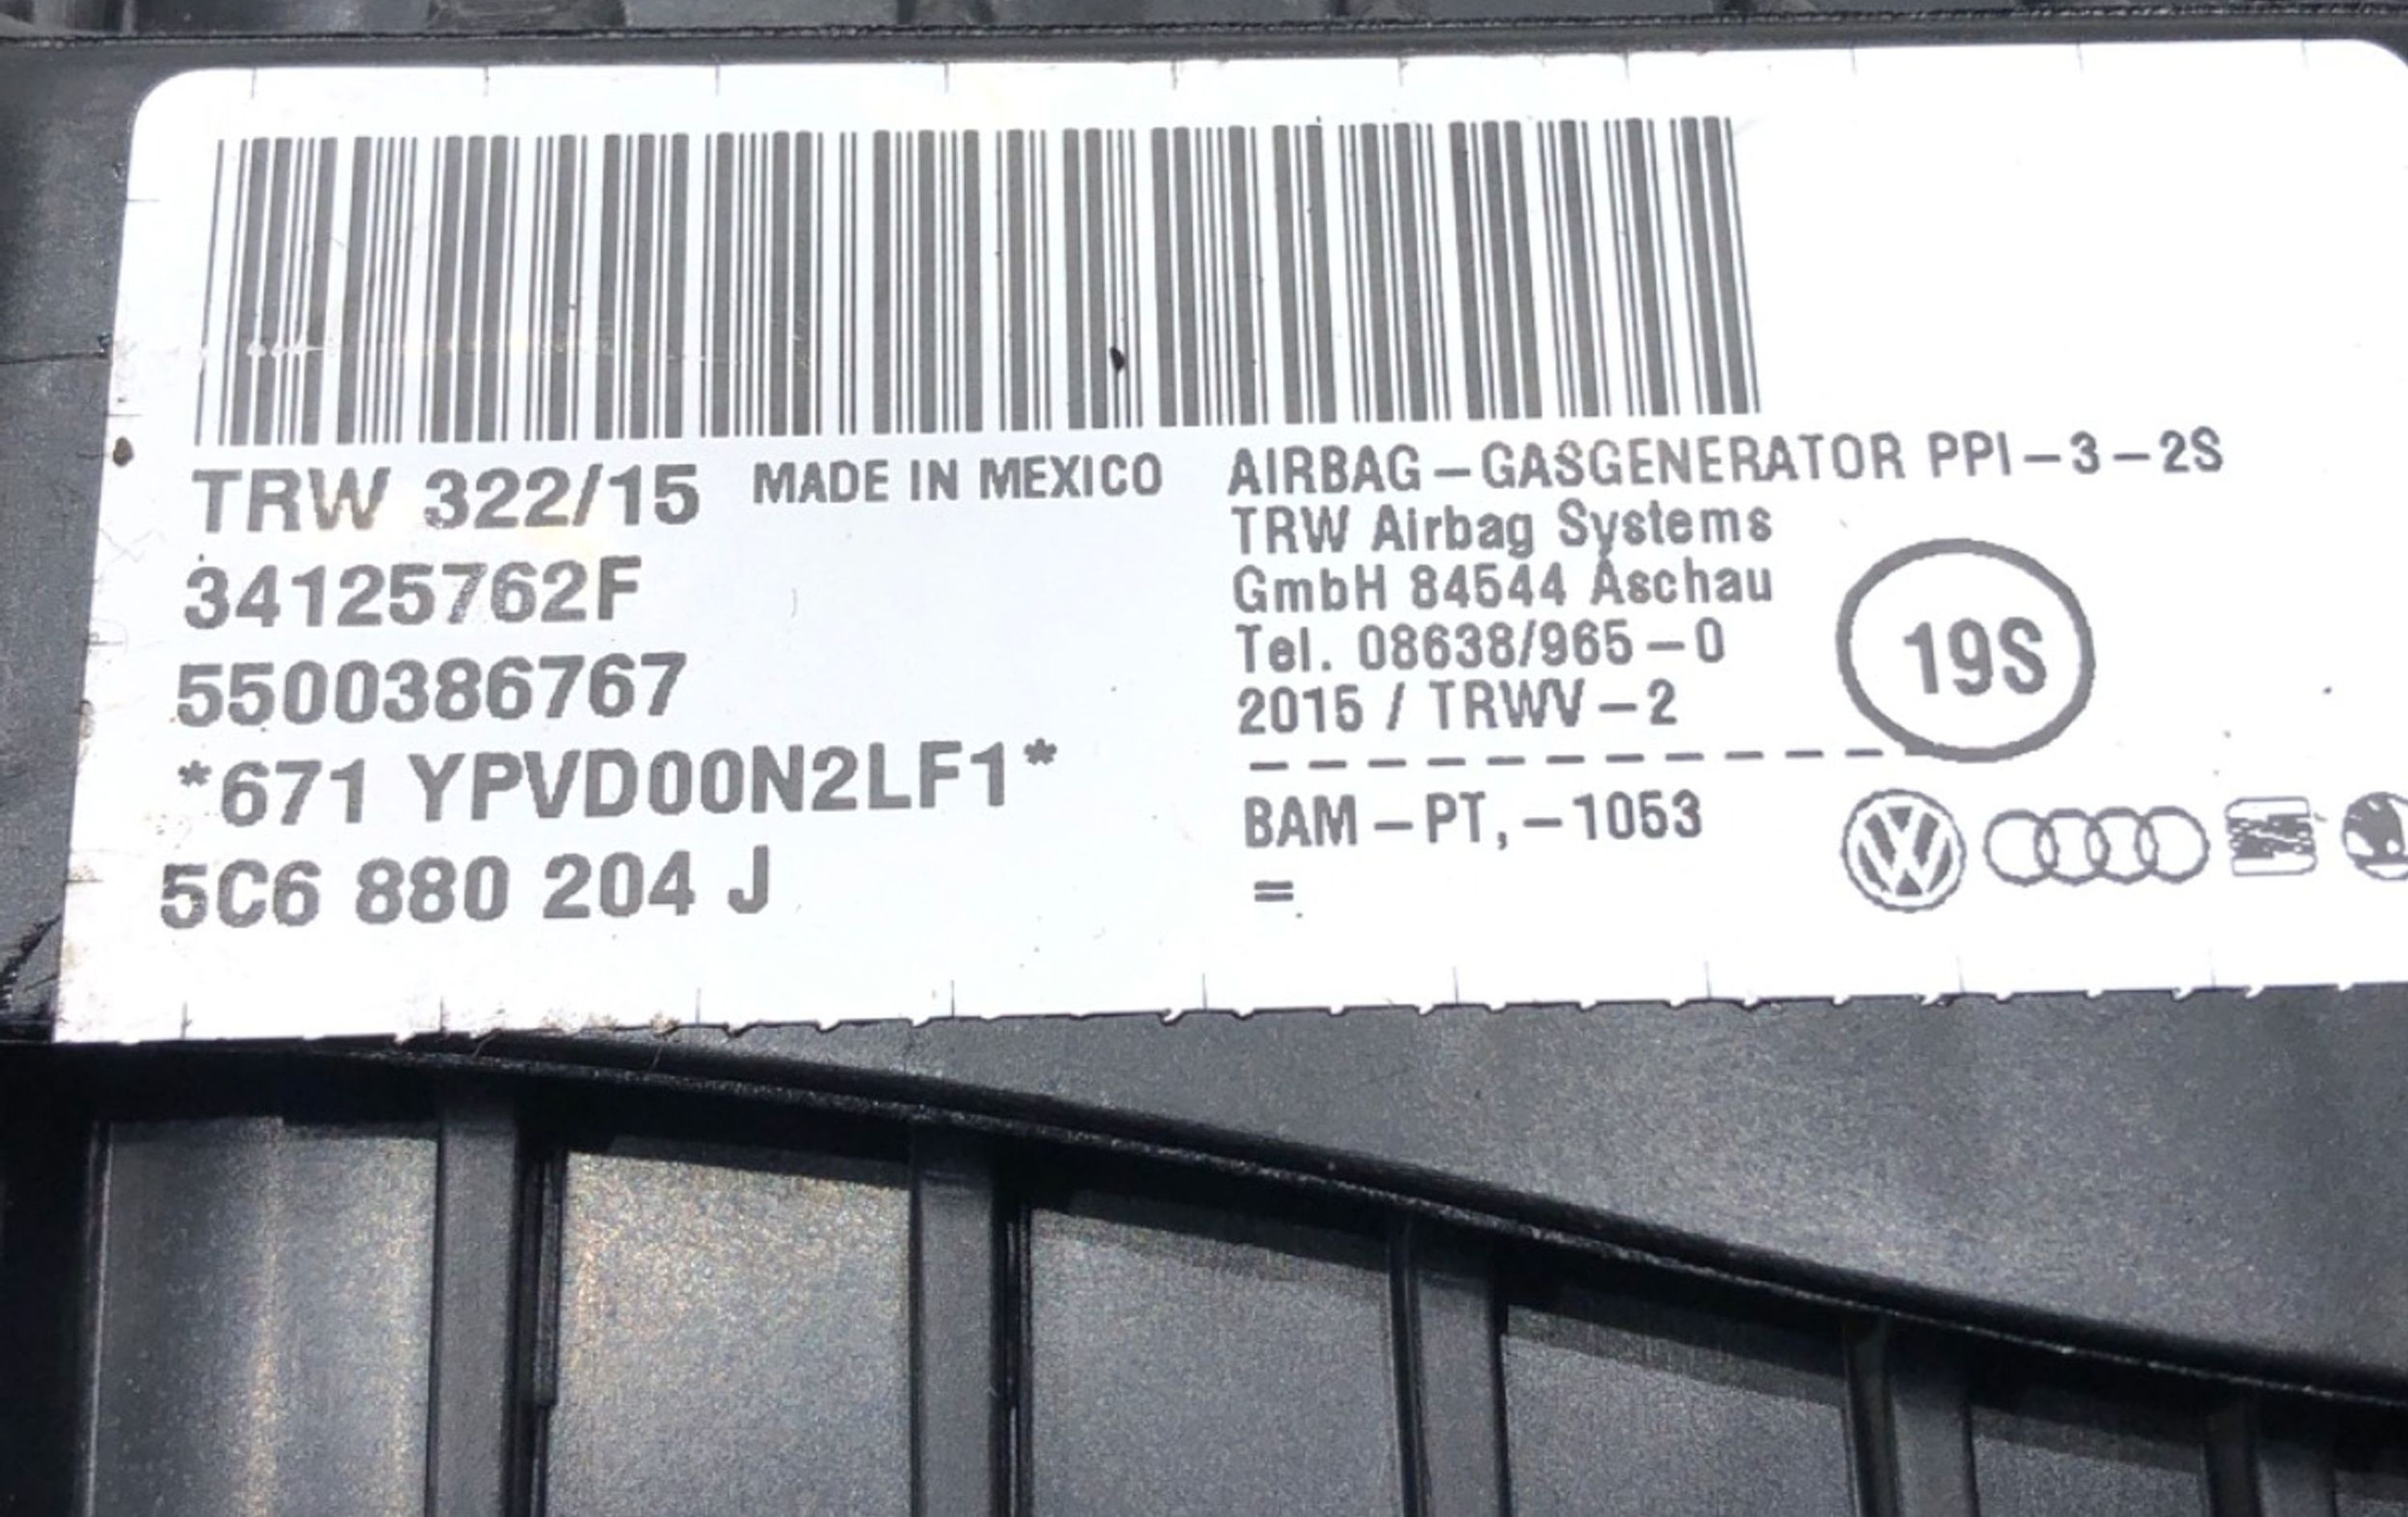 TRW 322/15 MADE IN MEXICO
34125762F
5500386767
*671 YPVD00N2LF1*
5C6 880 204 J
AIRBAG-GASGENERATOR PPI-3-2S
TRW Airbag Systems
GmbH 84544 Aschau
Tel. 08638/965-0
2015 / TRWV-2
19S
BAM-PT,-1053
=